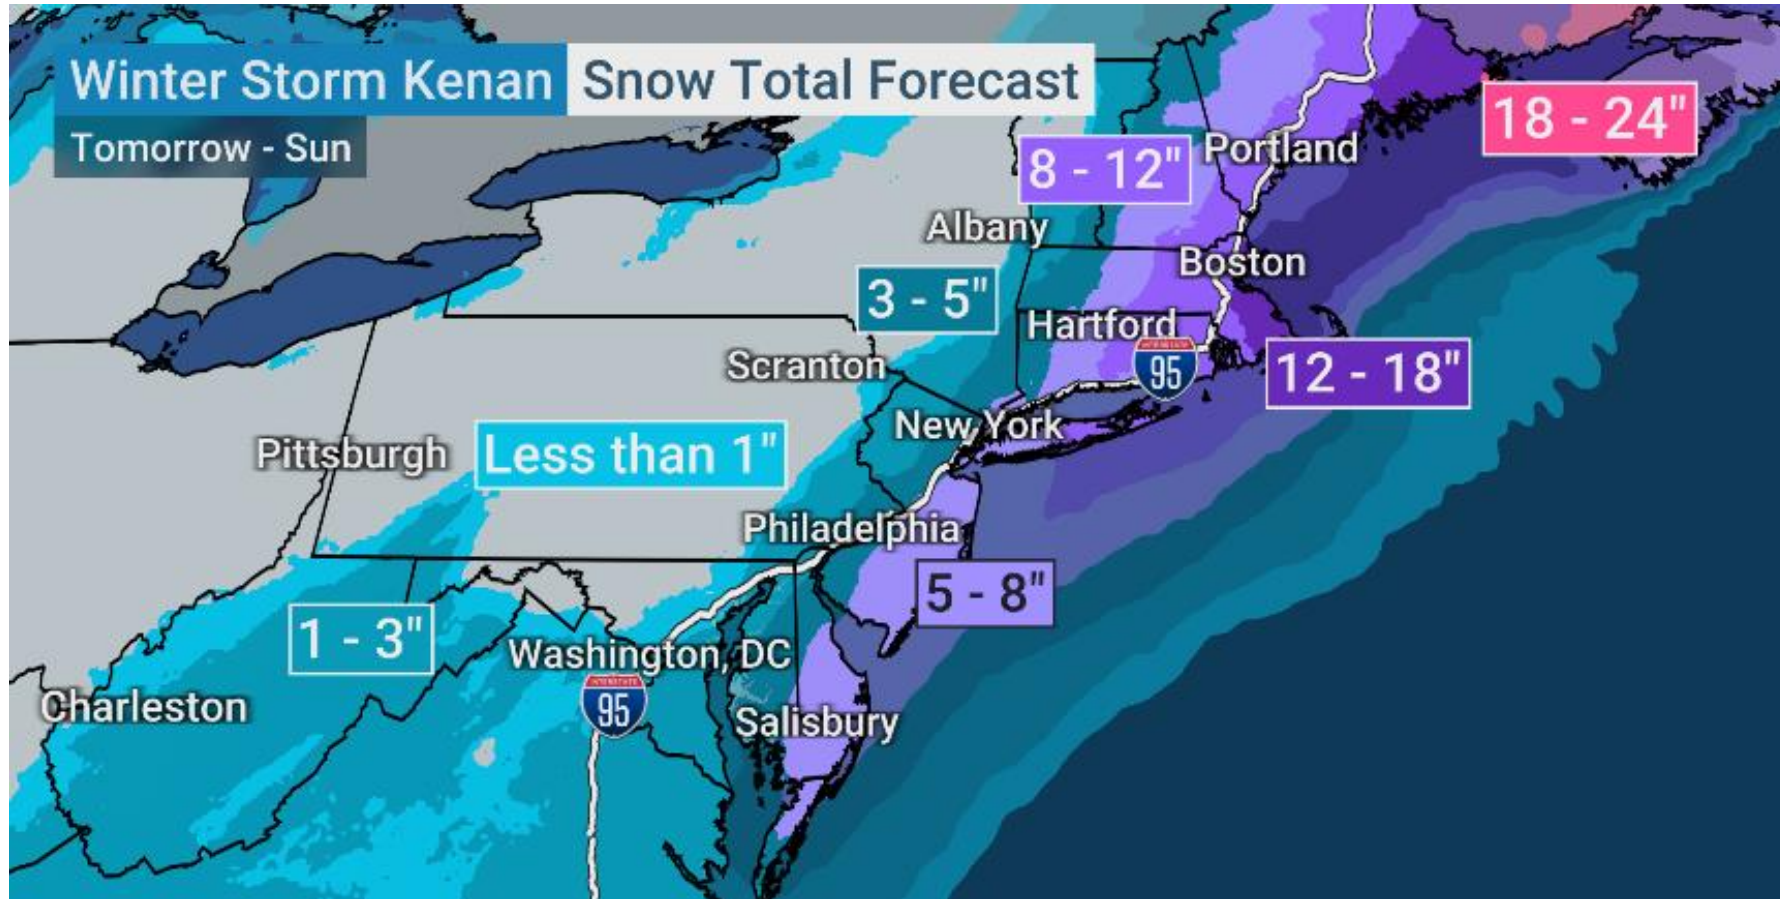 Winter Storm Kenan Snow Total Forecast
Tomorrow - Sun
18 - 24"
8 - 12"
Portland
Albany
Boston
3 - 5"
Hartford
Scranton
INTERSTATE
95
12 - 18"
New York
Pittsburgh
Less than 1"
Philadelphia
5 - 8"
1 - 3"
Washington, DC
INTERSTATE
95
Charleston
Salisbury